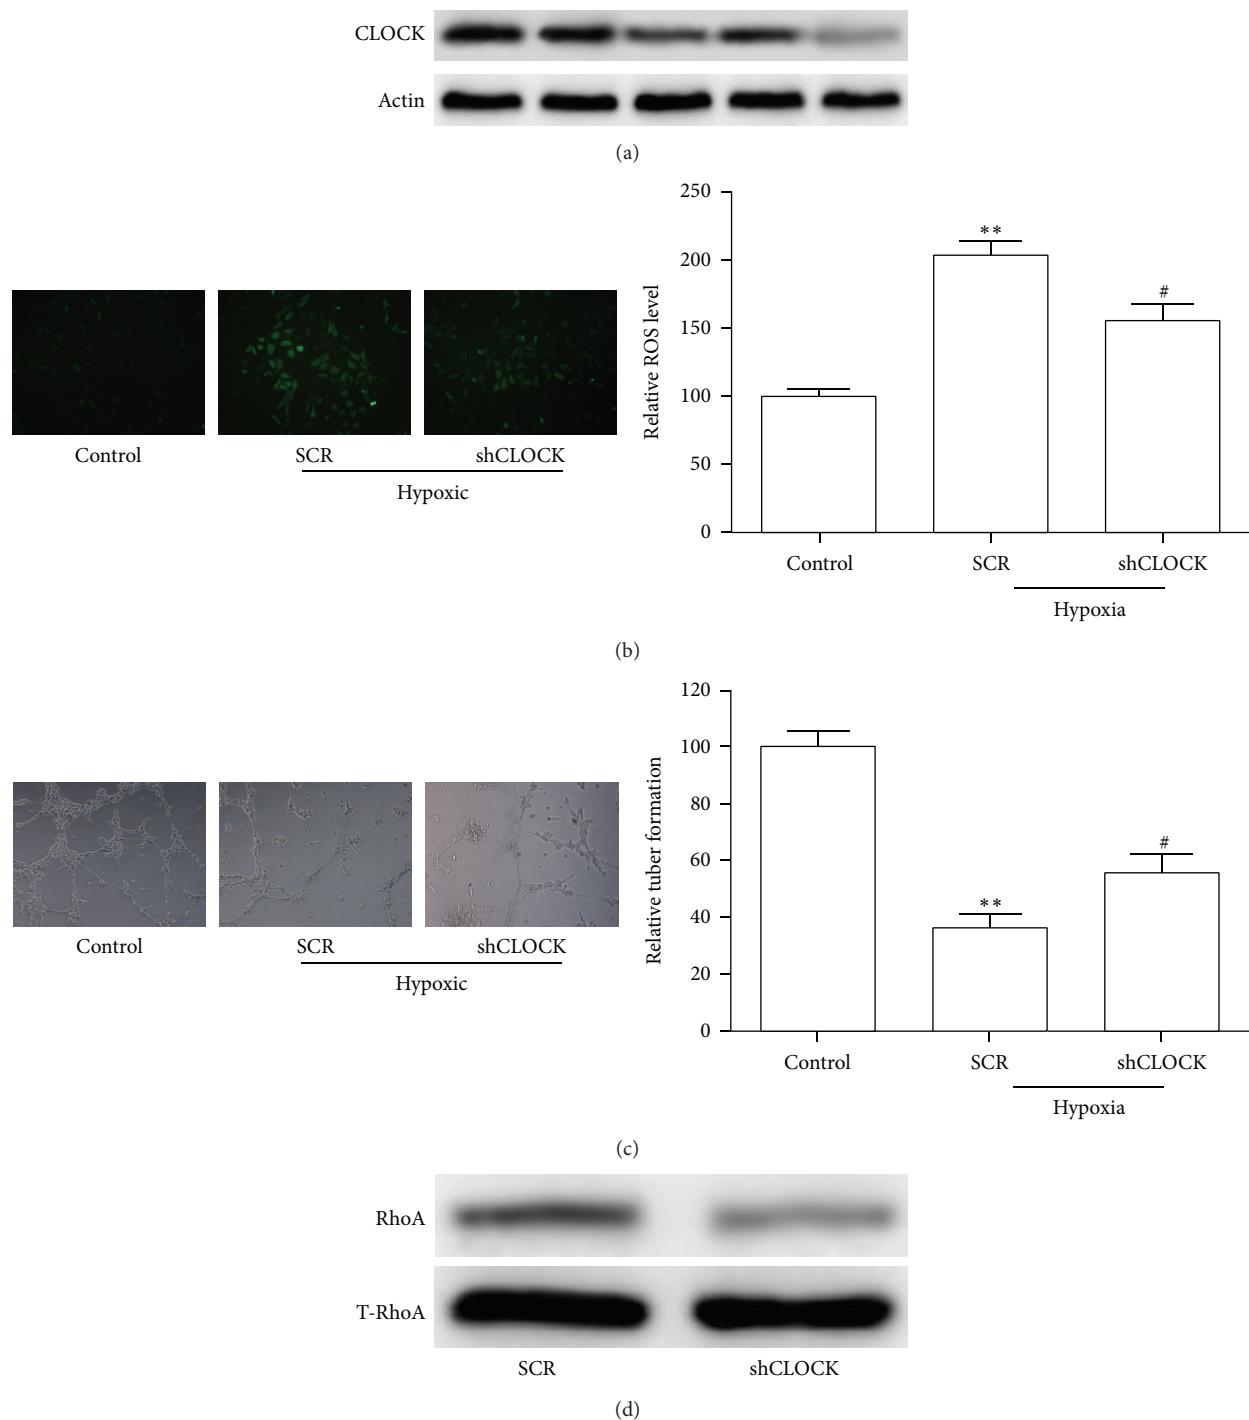 CLOCK
Actin
(a)
250
200
150
100
50
0
Relative ROS level
**
#
Control
SCR
shCLOCK
Hypoxic
Control
SCR
shCLOCK
Hypoxia
(b)
120
100
80
60
40
20
0
Relative tuber formation
**
#
Control
SCR
shCLOCK
Hypoxic
Control
SCR
shCLOCK
Hypoxia
(c)
RhoA
T-RhoA
SCR
shCLOCK
(d)